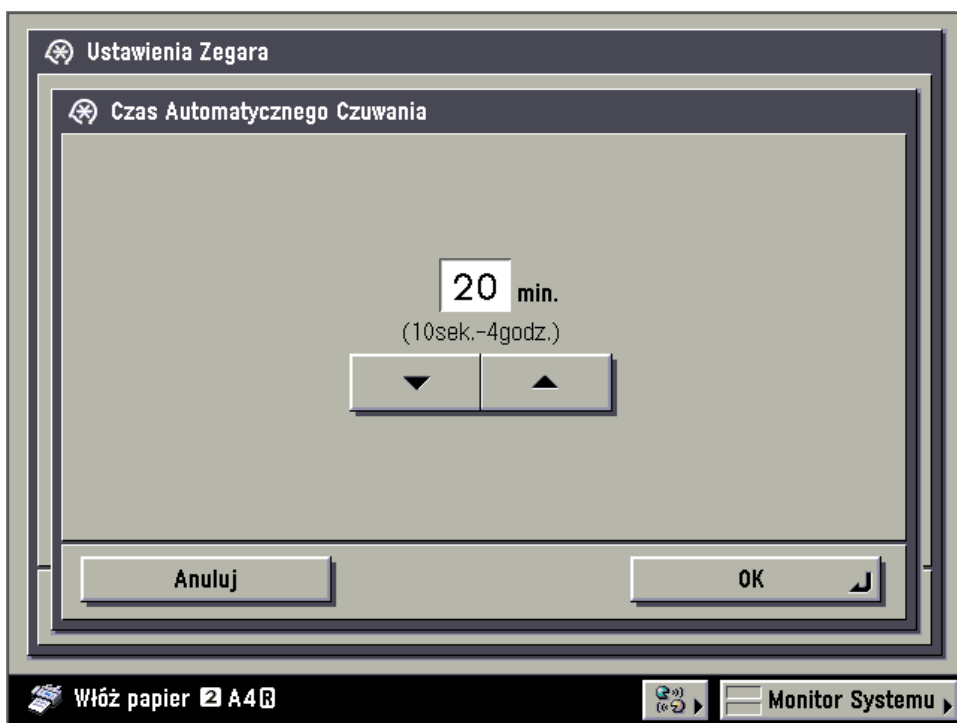 Ustawienia Zegara
Czas Automatycznego Czuwania
20 min.
(10sek.-4godz.)
Anuluj
OK
Włóż papier 2 A4R
Monitor Systemu